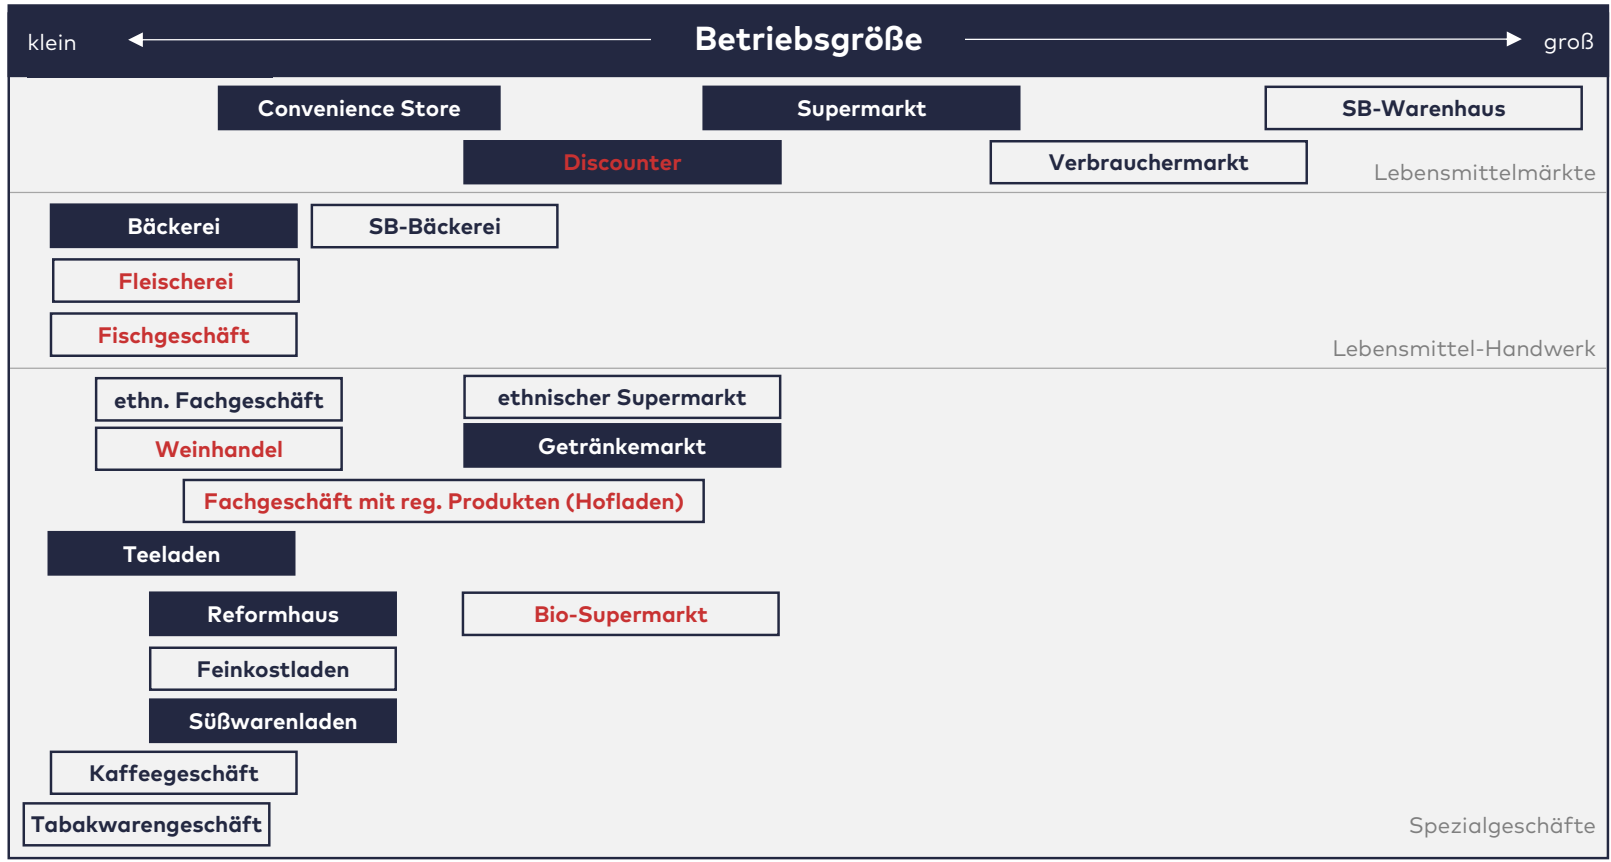 klein
Betriebsgröße
groß
Convenience Store
Supermarkt
SB-Warenhaus
Discounter
Verbrauchermarkt
Lebensmittelmärkte
Bäckerei
SB-Bäckerei
Fleischerei
Fischgeschäft
Lebensmittel-Handwerk
ethn. Fachgeschäft
ethnischer Supermarkt
Weinhandel
Getränkemarkt
Fachgeschäft mit reg. Produkten (Hofladen)
Teeladen
Reformhaus
Bio-Supermarkt
Feinkostladen
Süßwarenladen
Kaffeegeschäft
Tabakwarengeschäft
Spezialgeschäfte